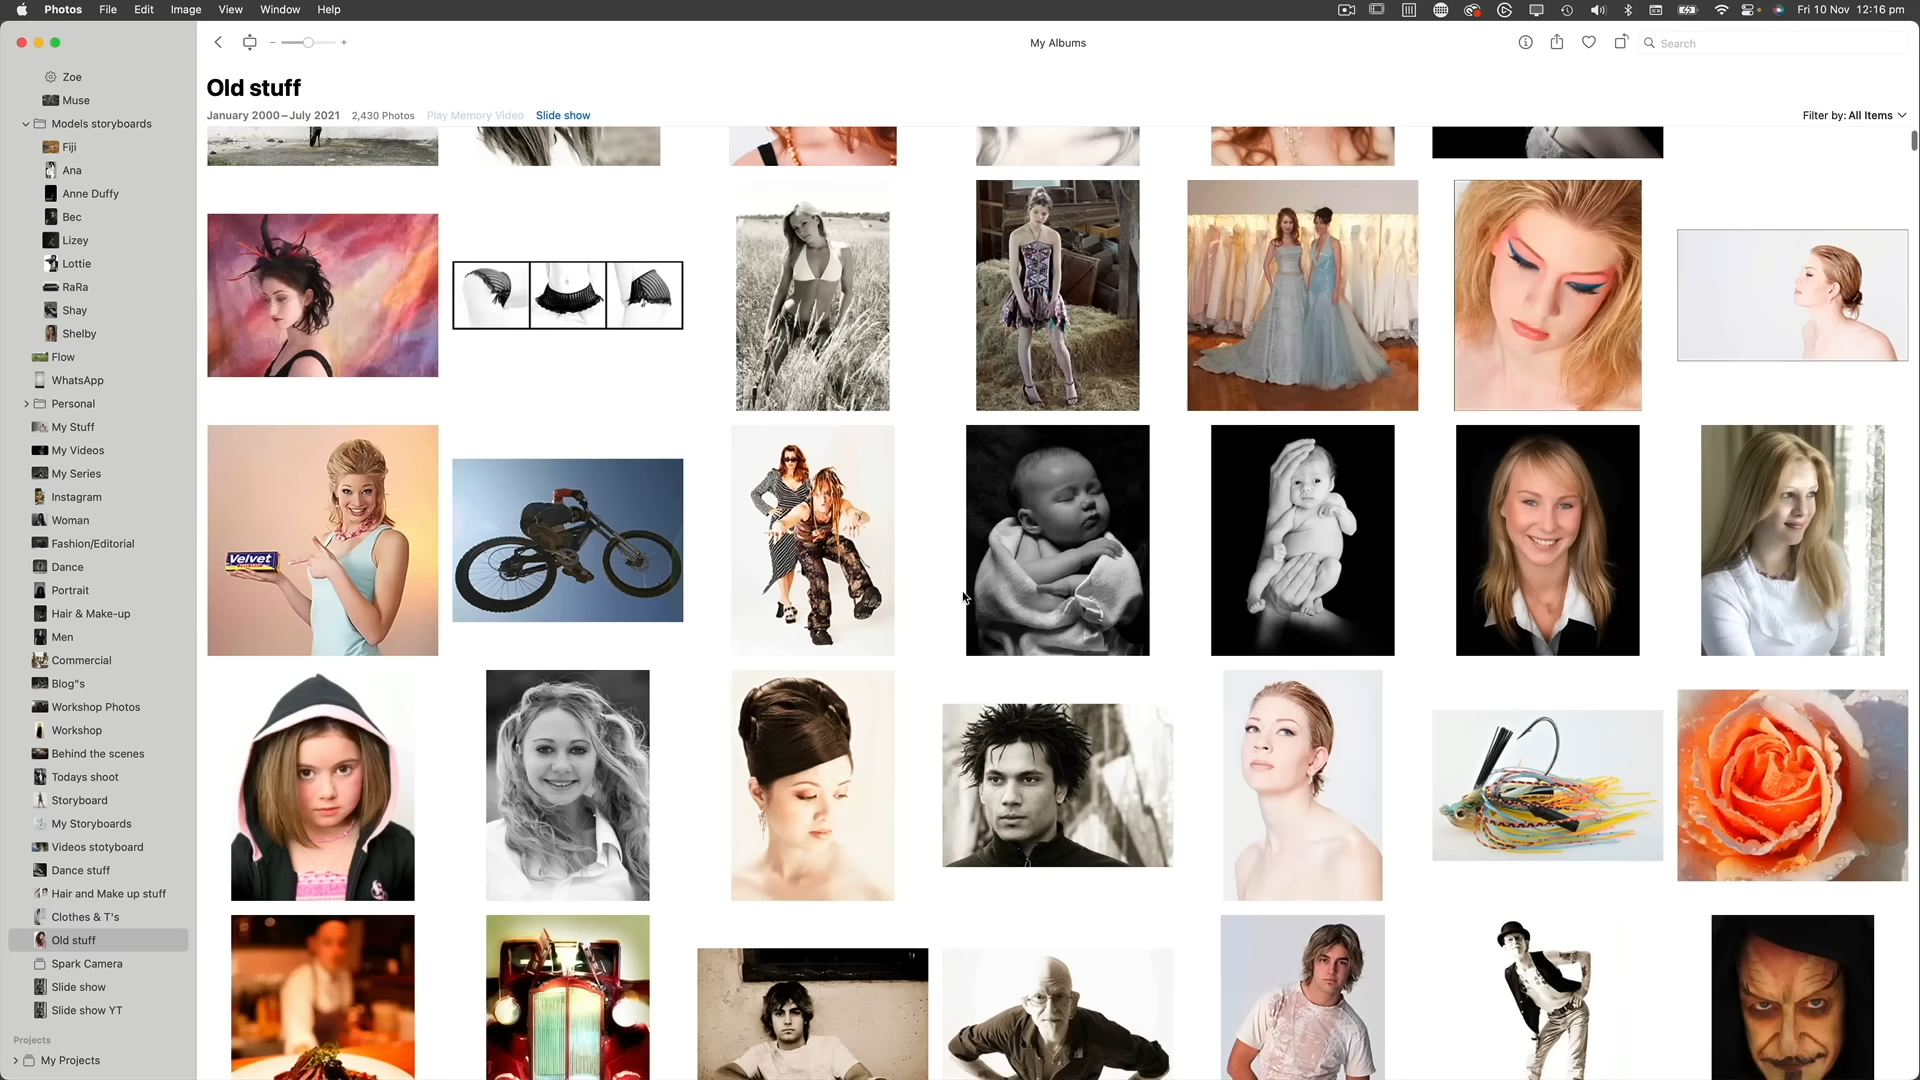 Photos File Edit Image View Window Help
Fri 10 Nov 12:16 pm
My Albums
Search
Old stuff
January 2000 – July 2021 2,430 Photos Play Memory Video Slide show
Filter by: All Items
Zoe
Muse
Models storyboards
Fiji
Ana
Anne Duffy
Bec
Lizey
Lottie
RaRa
Shay
Shelby
Flow
WhatsApp
Personal
My Stuff
My Videos
My Series
Instagram
Woman
Fashion/Editorial
Dance
Portrait
Hair & Make-up
Men
Commercial
Blog"s
Workshop Photos
Workshop
Behind the scenes
Todays shoot
Storyboard
My Storyboards
Videos stotyboard
Dance stuff
Hair and Make up stuff
Clothes & T's
Old stuff
Spark Camera
Slide show
Slide show YT
Projects
My Projects
Velvet